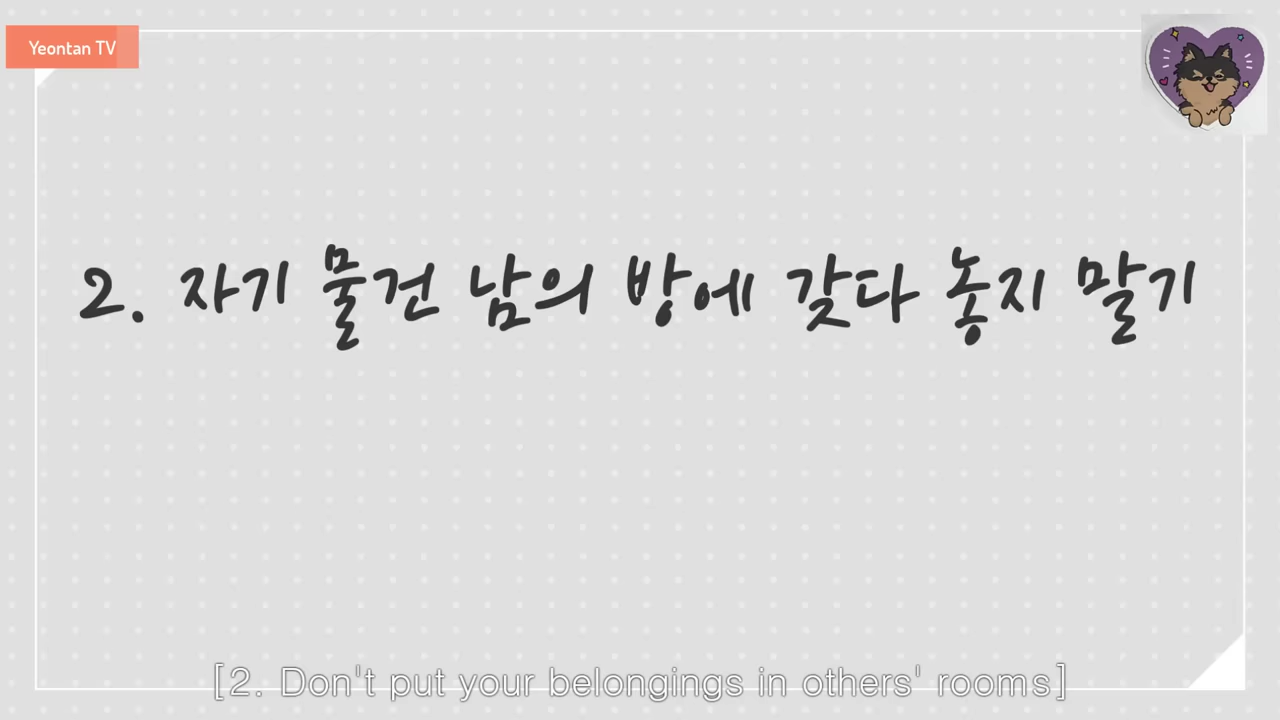 Yeontan TV
2. 자기 물건 남의 방에 갖다 놓지 말기
[2. Don't put your belongings in others' rooms]